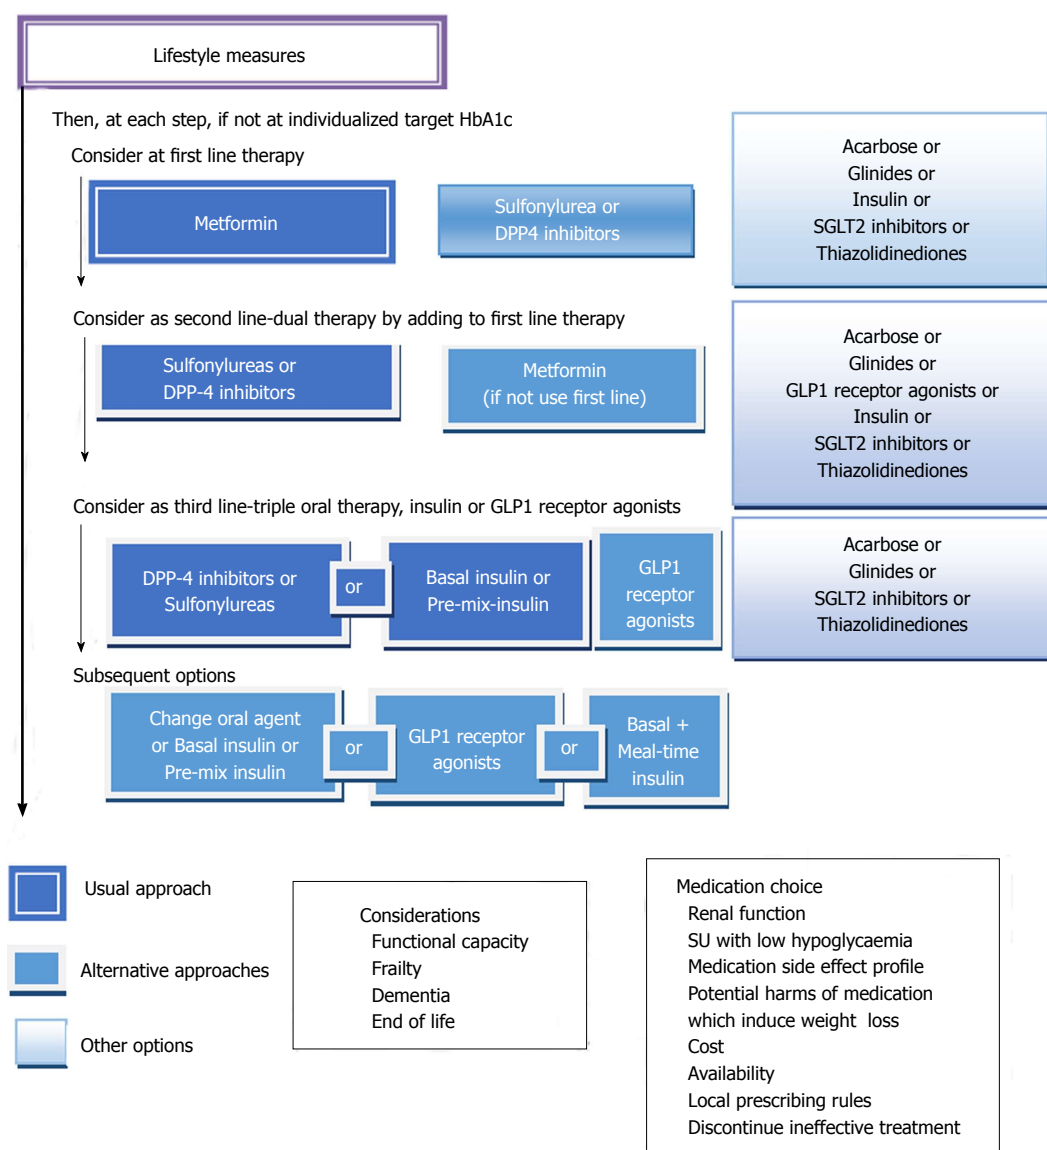 Lifestyle measures
Then, at each step, if not at individualized target HbA1c
Consider at first line therapy
Metformin
Sulfonylurea or
DPP4 inhibitors
Acarbose or
Glinides or
Insulin or
SGLT2 inhibitors or
Thiazolidinediones
Consider as second line-dual therapy by adding to first line therapy
Sulfonylureas or
DPP-4 inhibitors
Metformin
(if not use first line)
Acarbose or
Glinides or
GLP1 receptor agonists or
Insulin or
SGLT2 inhibitors or
Thiazolidinediones
Consider as third line-triple oral therapy, insulin or GLP1 receptor agonists
DPP-4 inhibitors or
Sulfonylureas
or
Basal insulin or
Pre-mix-insulin
GLP1
receptor
agonists
Acarbose or
Glinides or
SGLT2 inhibitors or
Thiazolidinediones
Subsequent options
Change oral agent
or Basal insulin or
Pre-mix insulin
or
GLP1 receptor
agonists
or
Basal +
Meal-time
insulin
Usual approach
Alternative approaches
Other options
Considerations
Functional capacity
Frailty
Dementia
End of life
Medication choice
Renal function
SU with low hypoglycaemia
Medication side effect profile
Potential harms of medication
which induce weight loss
Cost
Availability
Local prescribing rules
Discontinue ineffective treatment